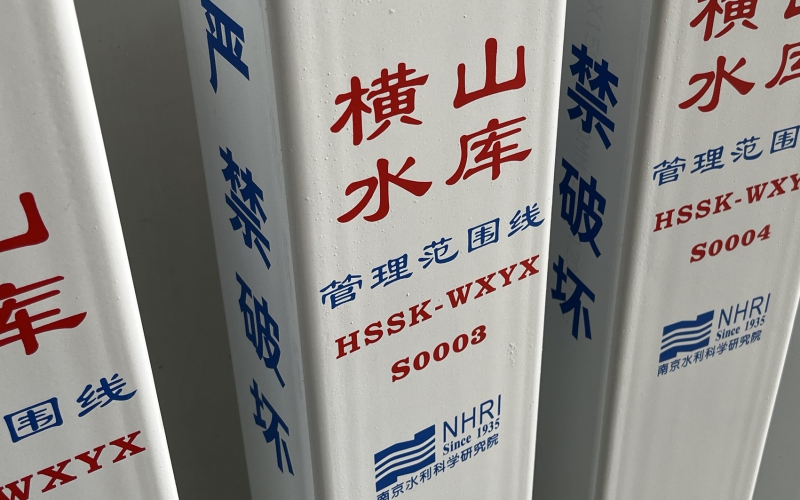 山
库
围线
WXYX
严禁破坏
横山
水库
管理范围线
HSSK-WXYX
S0003
NHRI
Since 1935
南京水利科学研究院
禁破坏
横山
水库
管理范围
HSSK-WXY
S0004
NHRI
Since 1935
南京水利科学研究院